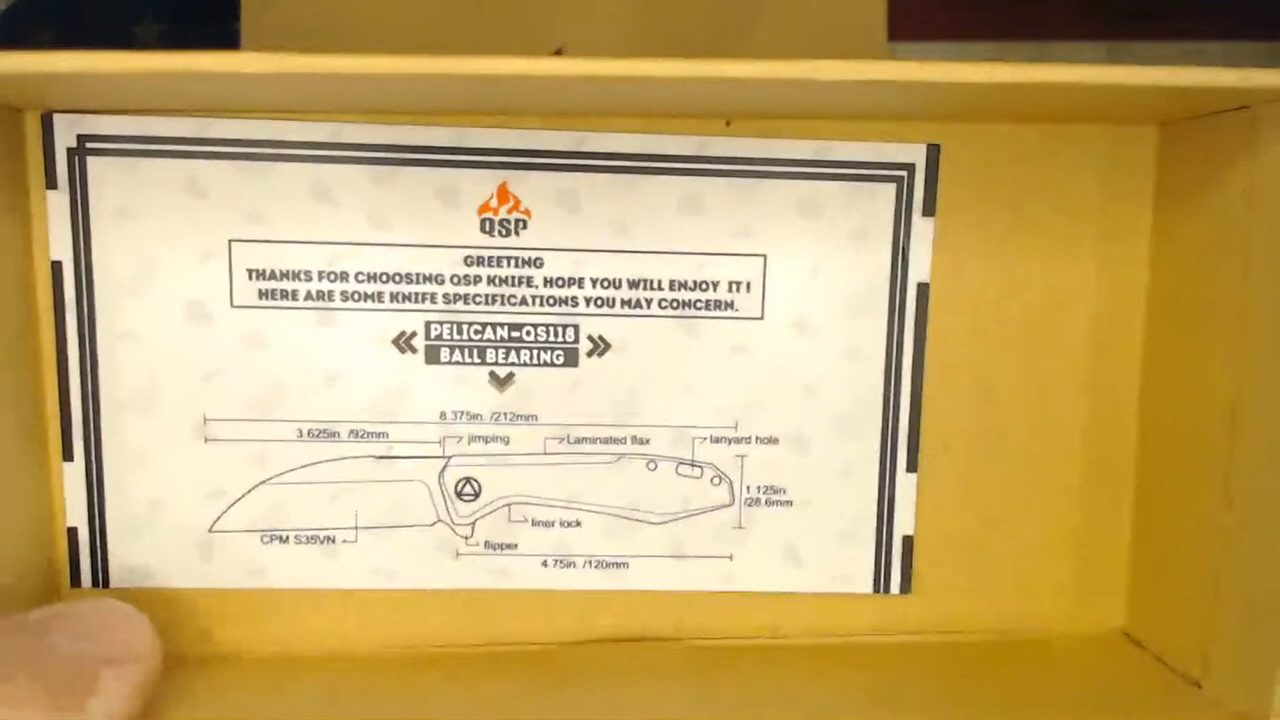 QSP
GREETING
THANKS FOR CHOOSING QSP KNIFE, HOPE YOU WILL ENJOY IT!
HERE ARE SOME KNIFE SPECIFICATIONS YOU MAY CONCERN.
PELICAN-QS118
BALL BEARING
8.375in. /212mm
3.625in. /92mm
jimping
Laminated flax
lanyard hole
1.125in
/28.6mm
liner lock
CPM S35VN
flipper
4.75in. /120mm